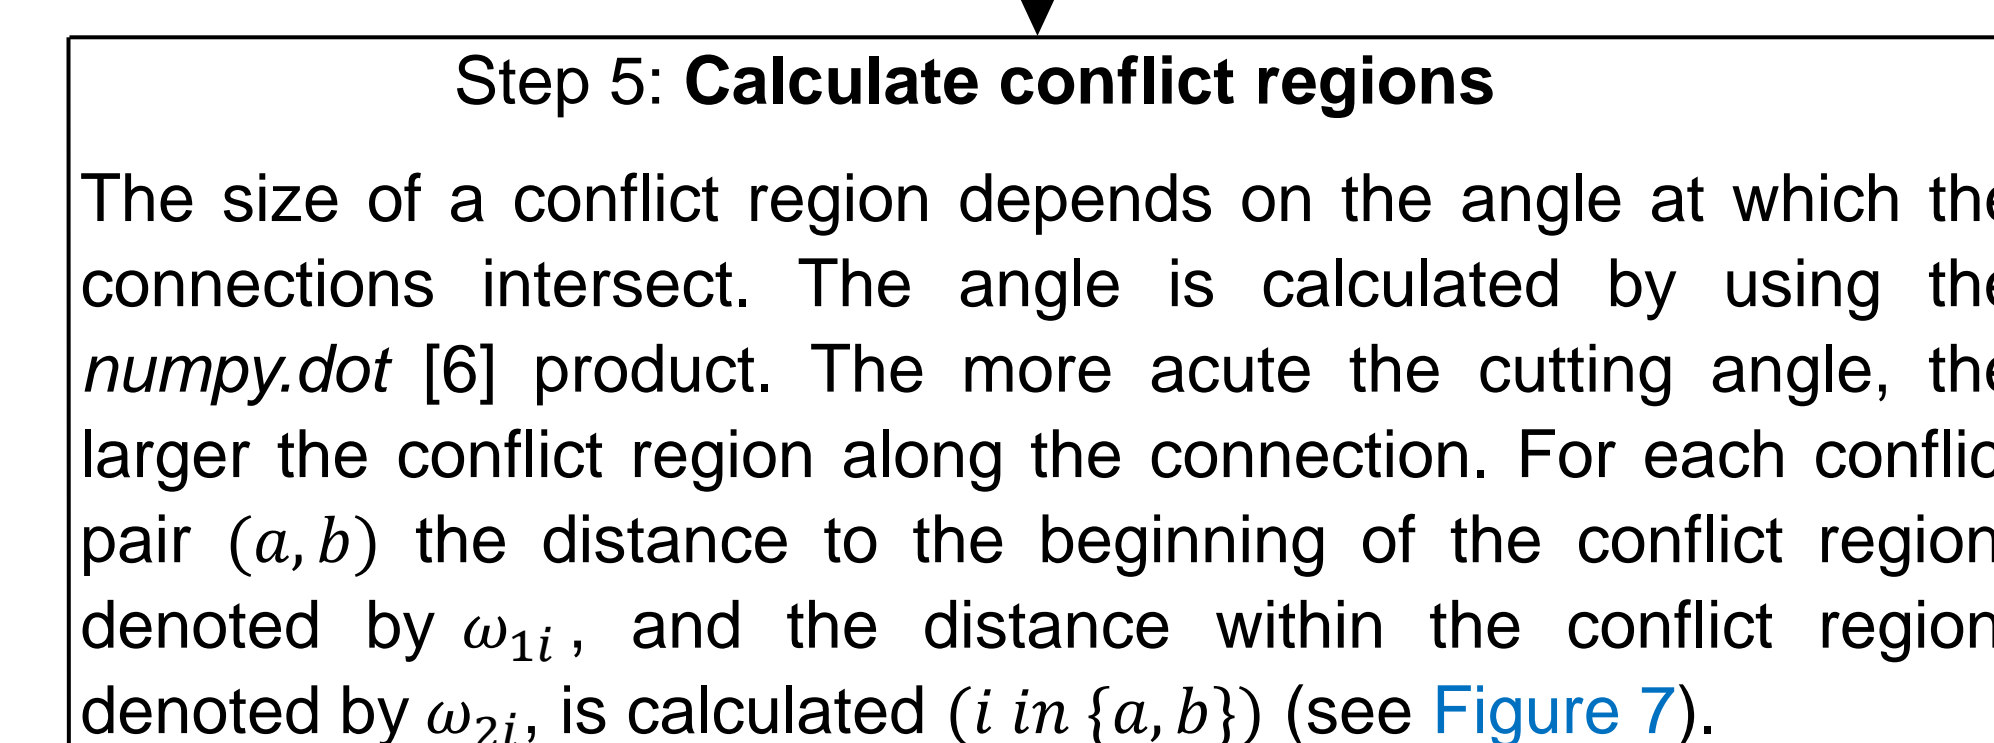 Step 5: Calculate conflict regions
The size of a conflict region depends on the angle at which the
connections intersect. The angle is calculated by using the
numpy.dot [6] product. The more acute the cutting angle, the
larger the conflict region along the connection. For each conflic
pair (𝑎, 𝑏) the distance to the beginning of the conflict region
denoted by 𝜔₁𝑖 , and the distance within the conflict region
denoted by 𝜔₂𝑖, is calculated (𝑖 𝑖𝑛 {𝑎, 𝑏}) (see Figure 7).